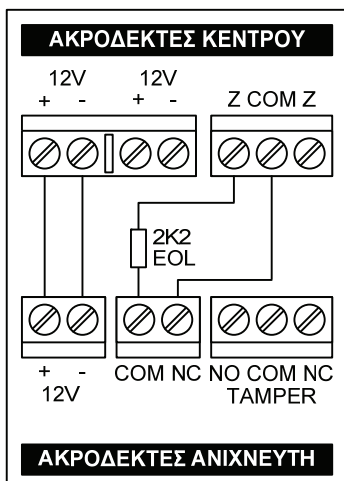 ΑΚΡΟΔΕΚΤΕΣ ΚΕΝΤΡΟΥ
12V 12V
+ - + - Z COM Z
2K2
EOL
+ - COM NC NO COM NC
12V TAMPER
ΑΚΡΟΔΕΚΤΕΣ ΑΝΙΧΝΕΥΤΗ